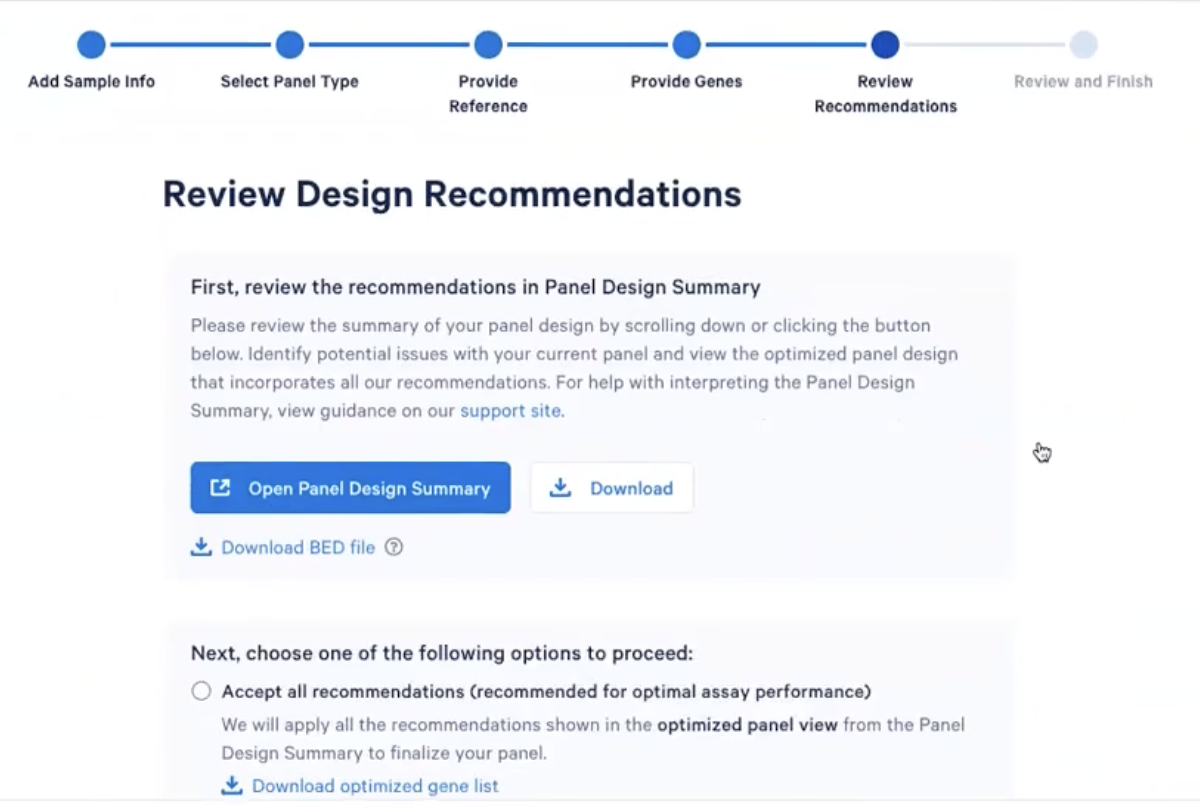 Add Sample Info
Select Panel Type
Provide
Reference
Provide Genes
Review
Recommendations
Review and Finish
Review Design Recommendations
First, review the recommendations in Panel Design Summary
Please review the summary of your panel design by scrolling down or clicking the button
below. Identify potential issues with your current panel and view the optimized panel design
that incorporates all our recommendations. For help with interpreting the Panel Design
Summary, view guidance on our support site.
Open Panel Design Summary
Download
Download BED file ?
Next, choose one of the following options to proceed:
Accept all recommendations (recommended for optimal assay performance)
We will apply all the recommendations shown in the optimized panel view from the Panel
Design Summary to finalize your panel.
Download optimized gene list